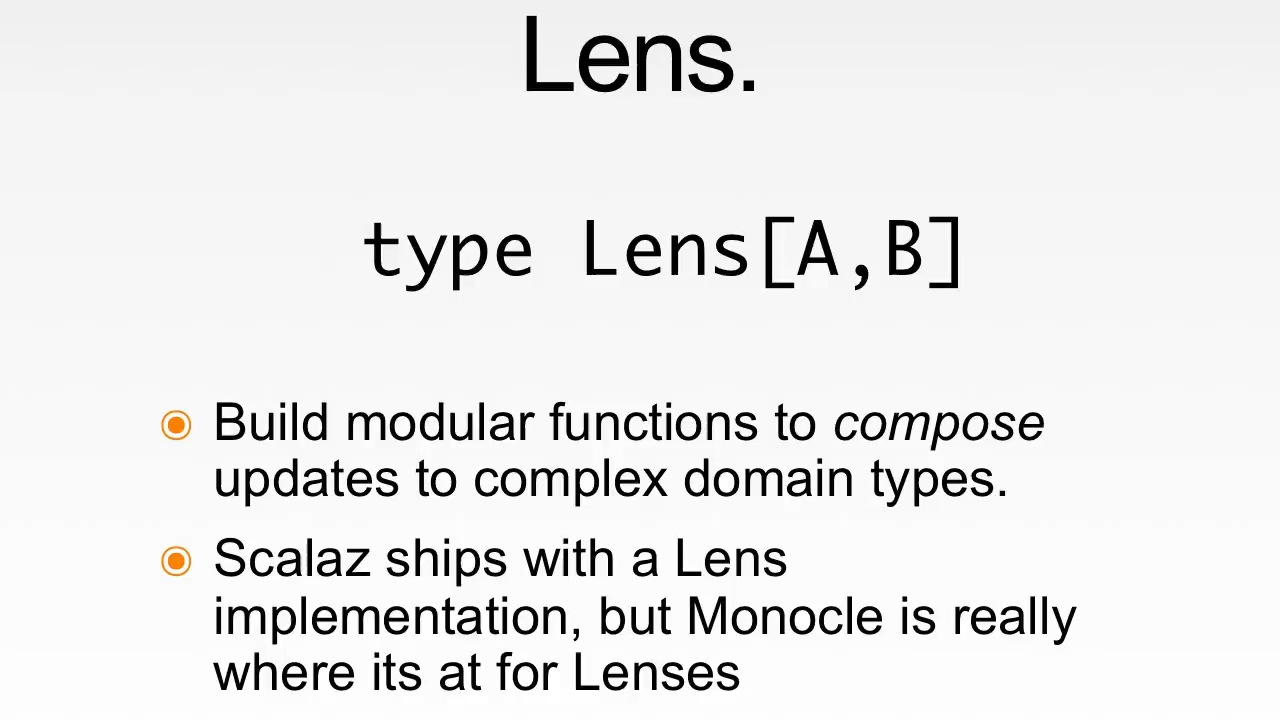 Lens.
type Lens[A,B]
Build modular functions to compose
updates to complex domain types.
Scalaz ships with a Lens
implementation, but Monocle is really
where its at for Lenses